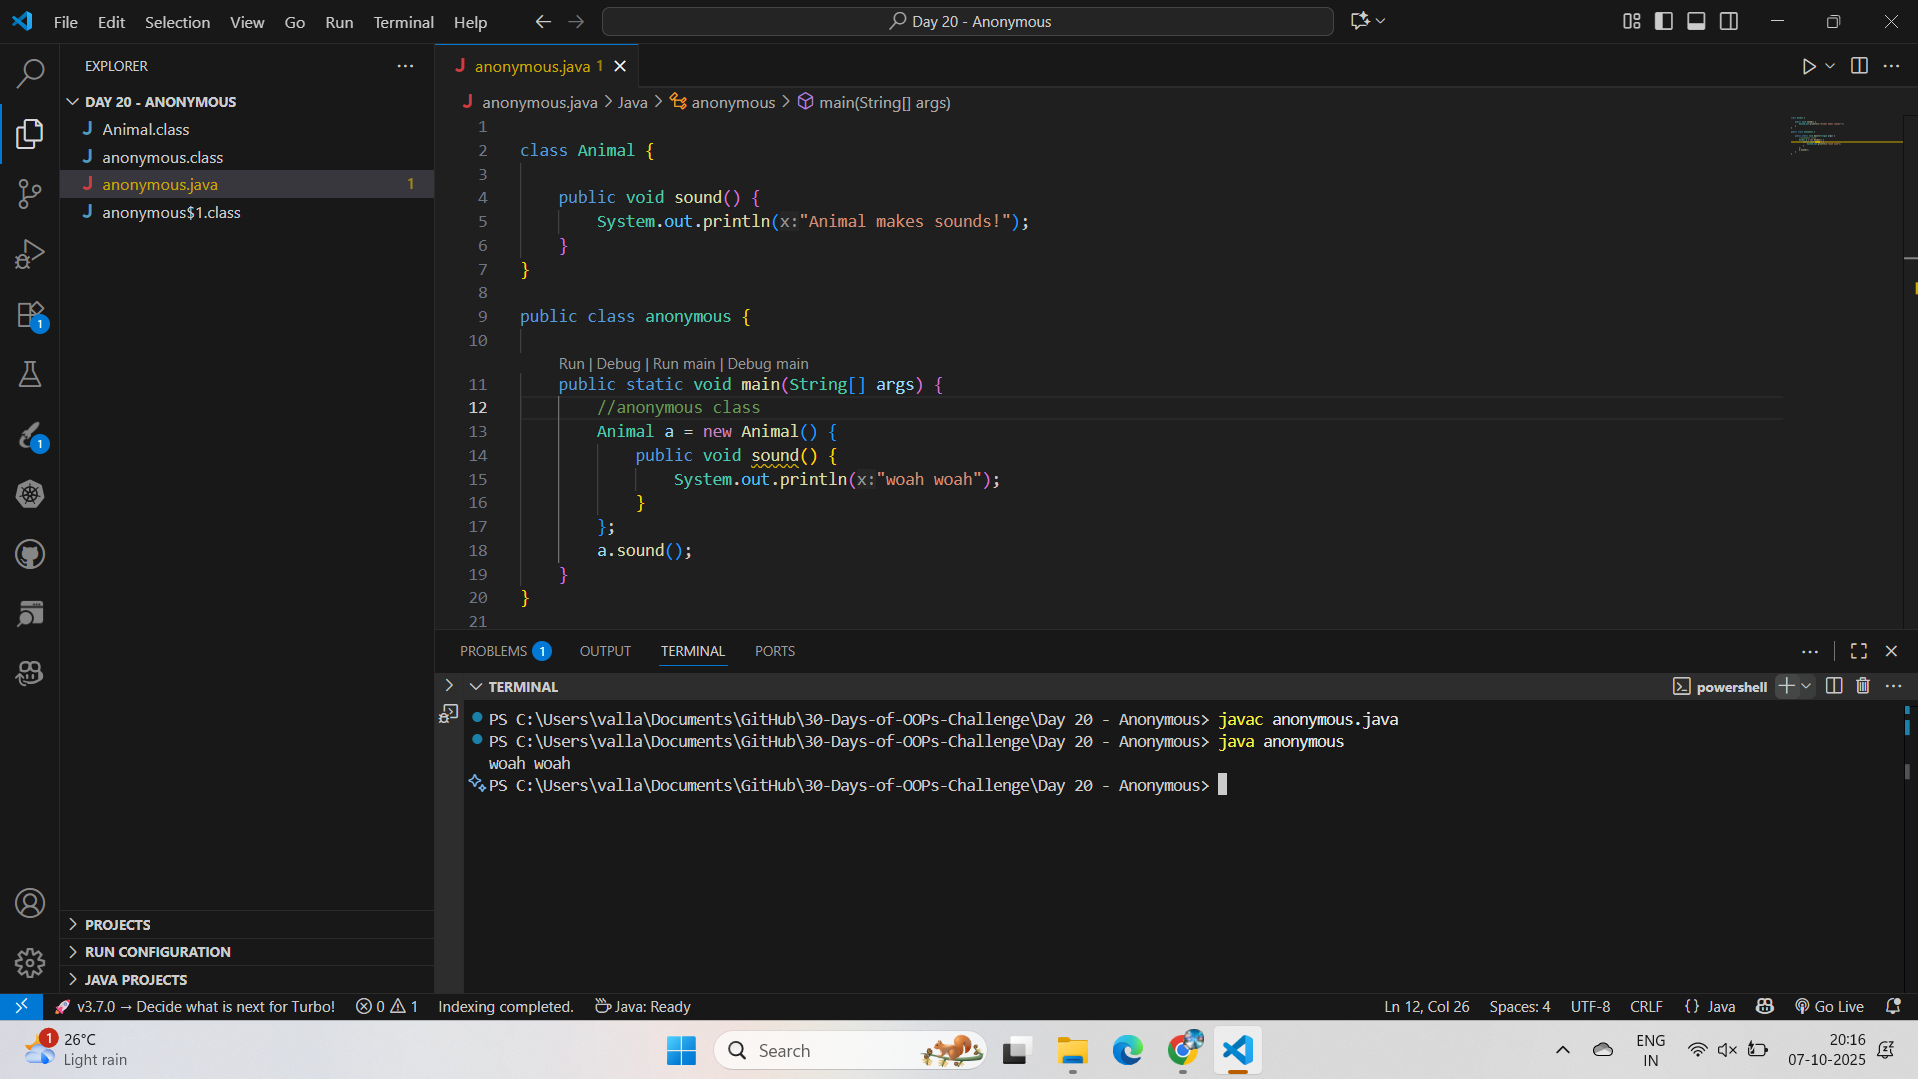 File Edit Selection View Go Run Terminal Help
Day 20 - Anonymous
EXPLORER
DAY 20 - ANONYMOUS
J Animal.class
J anonymous.class
J anonymous.java 1
J anonymous$1.class
PROJECTS
RUN CONFIGURATION
JAVA PROJECTS
1
1
J anonymous.java 1
J anonymous.java > Java > anonymous > main(String[] args)
1
2 class Animal {
3
4 public void sound() {
5 System.out.println(x:"Animal makes sounds!");
6 }
7 }
8
9 public class anonymous {
10
Run | Debug | Run main | Debug main
11 public static void main(String[] args) {
12 //anonymous class
13 Animal a = new Animal() {
14 public void sound() {
15 System.out.println(x:"woah woah");
16 }
17 };
18 a.sound();
19 }
20 }
21
PROBLEMS 1 OUTPUT TERMINAL PORTS
TERMINAL
powershell
PS C:\Users\valla\Documents\GitHub\30-Days-of-OOPs-Challenge\Day 20 - Anonymous> javac anonymous.java
PS C:\Users\valla\Documents\GitHub\30-Days-of-OOPs-Challenge\Day 20 - Anonymous> java anonymous
woah woah
PS C:\Users\valla\Documents\GitHub\30-Days-of-OOPs-Challenge\Day 20 - Anonymous>
v3.7.0 → Decide what is next for Turbo! 0 1 Indexing completed. Java: Ready
Ln 12, Col 26 Spaces: 4 UTF-8 CRLF {} Java Go Live
1
26°C
Light rain
Search
ENG
IN
20:16
07-10-2025